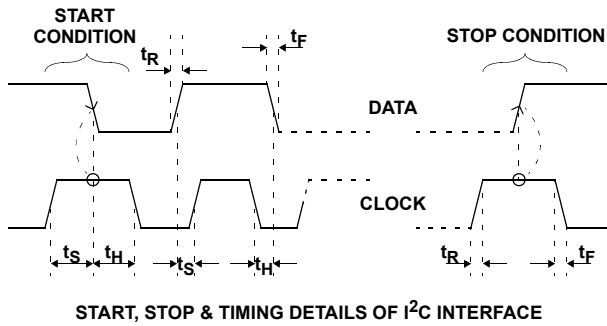 START
CONDITION
tR
tF
STOP CONDITION
DATA
CLOCK
tS
tH
tS
tH
tR
tF
START, STOP & TIMING DETAILS OF I2C INTERFACE